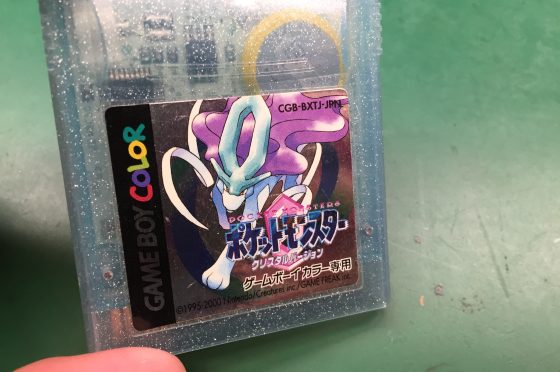 CGB-BXTJ-JPN
GAME BOY COLOR
POCKET MONSTERS
ポケットモンスター
クリスタルバージョン
ゲームボーイカラー専用
©1995-2000 Nintendo/Creatures inc./GAME FREAK inc.